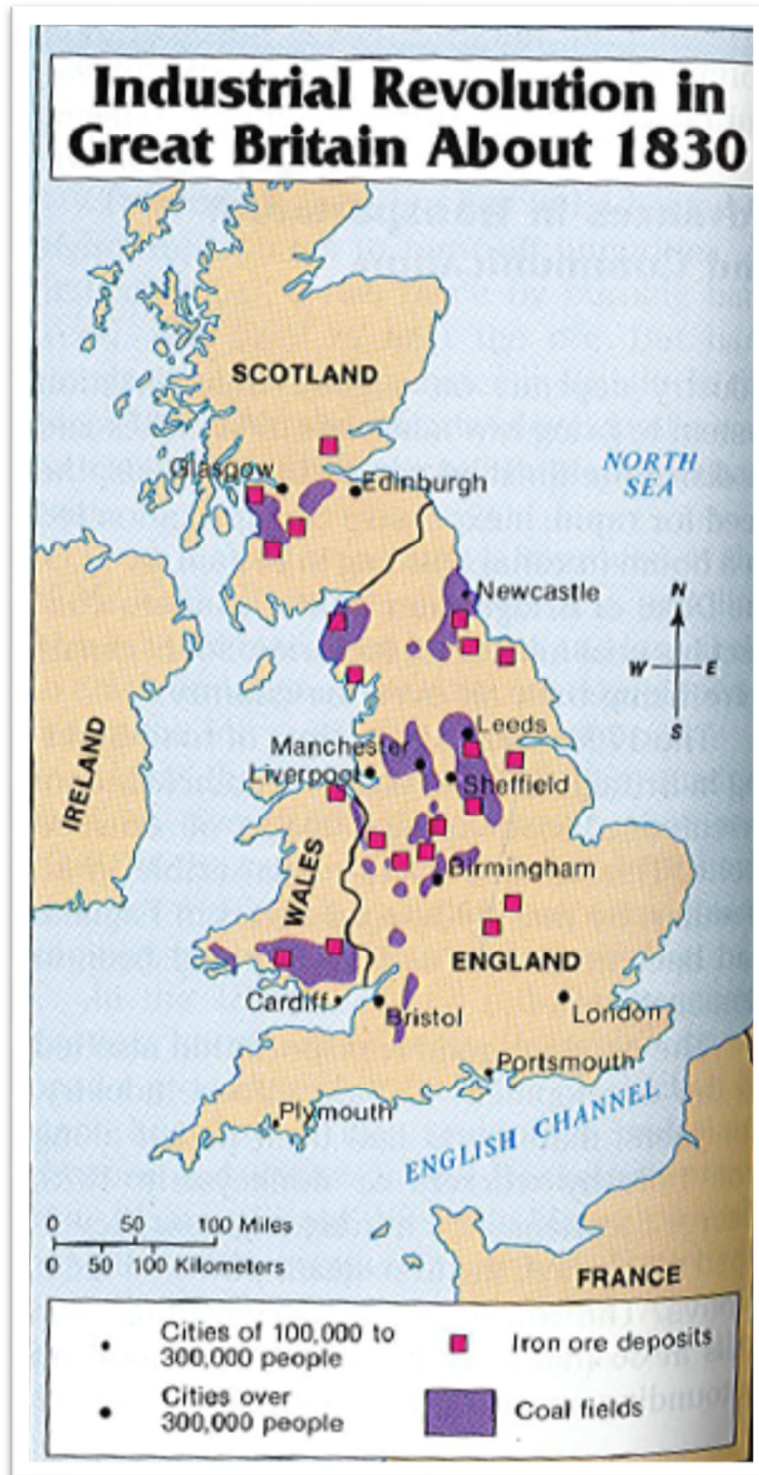 Industrial Revolution in
Great Britain About 1830
SCOTLAND
Glasgow
Edinburgh
NORTH
SEA
Newcastle
N
W E
S
IRELAND
Leeds
Manchester
Liverpool
Sheffield
WALES
Birmingham
ENGLAND
Cardiff
Bristol
London
Portsmouth
Plymouth
ENGLISH CHANNEL
0 50 100 Miles
0 50 100 Kilometers
FRANCE
Cities of 100,000 to
300,000 people
Iron ore deposits
Cities over
300,000 people
Coal fields